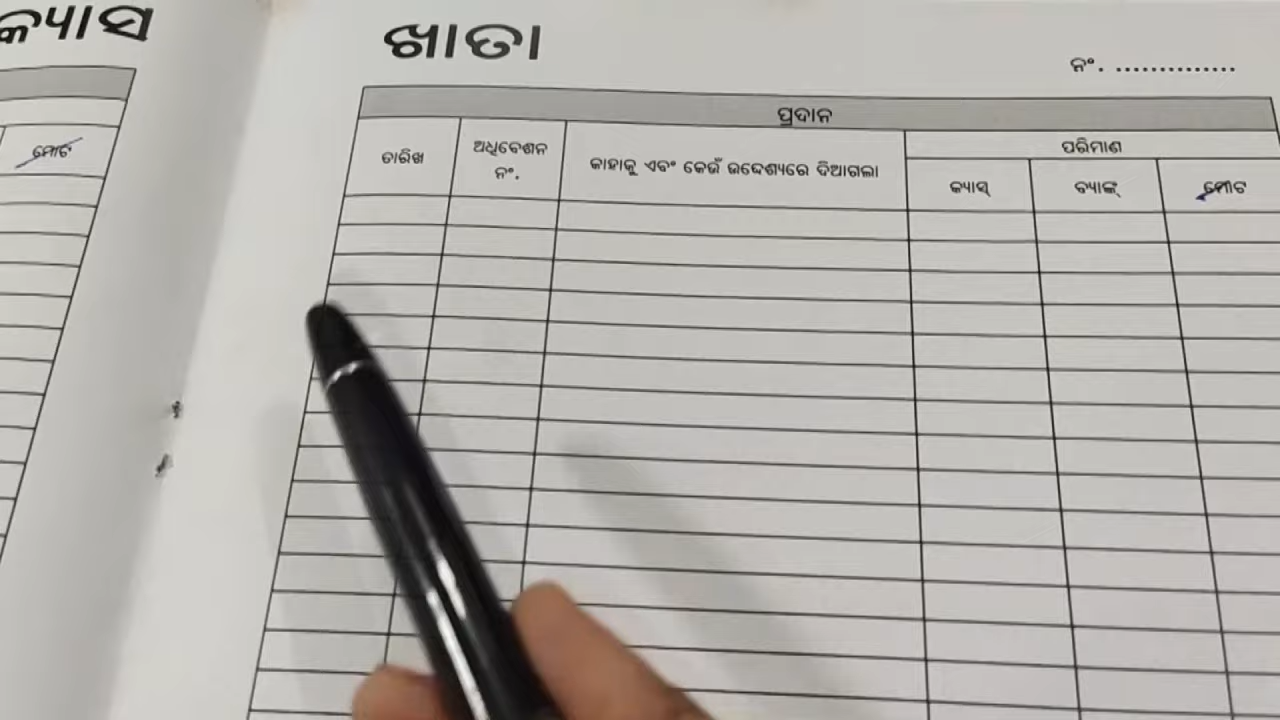 କ୍ୟାସ
ଖାତା
ନଂ. ..............
ପ୍ରଦାନ
ମୋଟ
ତାରିଖ
ଅଧିବେଶନ
ନଂ.
କାହାକୁ ଏବଂ କେଉଁ ଉଦ୍ଦେଶ୍ୟରେ ଦିଆଗଲା
ପରିମାଣ
କ୍ୟାସ୍
ବ୍ୟାଙ୍କ୍
ମୋଟ